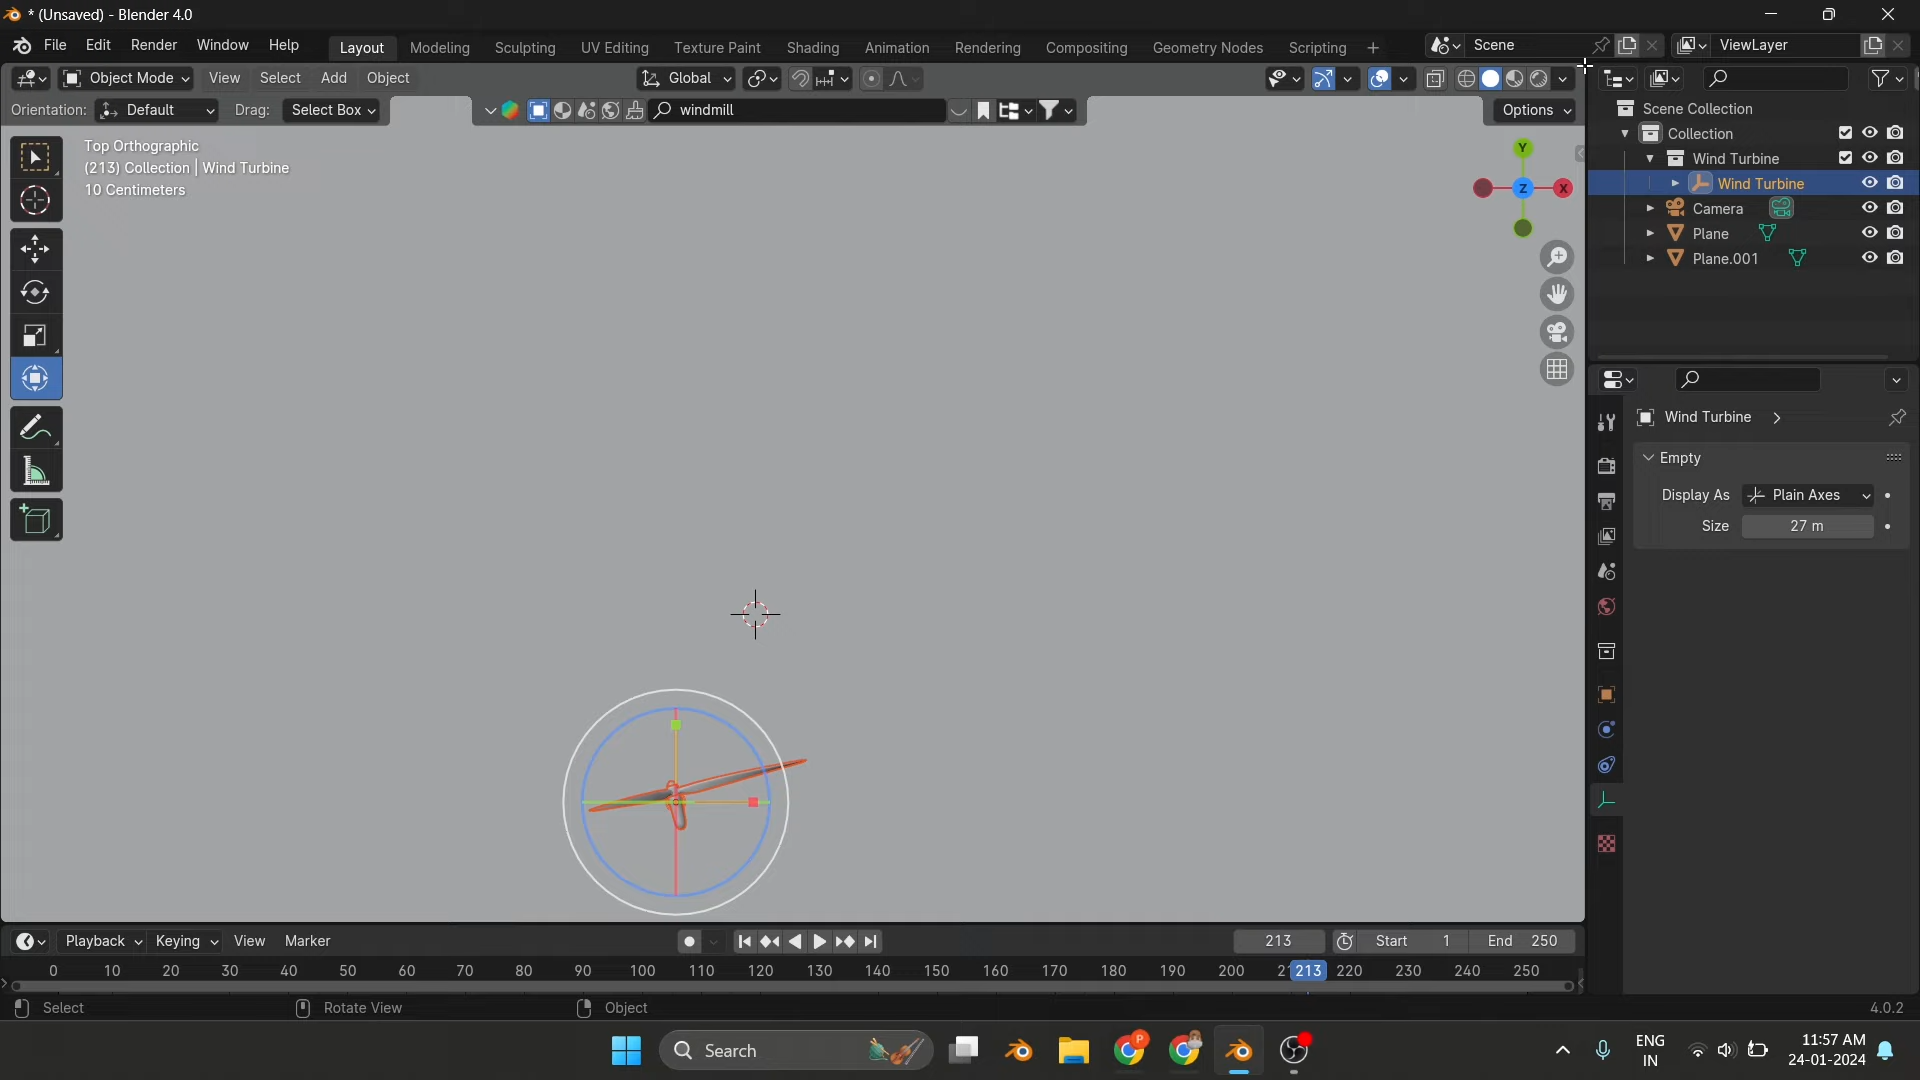 * (Unsaved) - Blender 4.0
File Edit Render Window Help Layout Modeling Sculpting UV Editing Texture Paint Shading Animation Rendering Compositing Geometry Nodes Scripting + Scene ViewLayer
Object Mode View Select Add Object Global
Orientation: Default Drag: Select Box windmill Options
Top Orthographic
(213) Collection | Wind Turbine
10 Centimeters
Y
Z
X
Scene Collection
Collection
Wind Turbine
Wind Turbine
Camera
Plane
Plane.001
Wind Turbine
Empty
Display As Plain Axes
Size 27 m
Playback Keying View Marker 213 Start 1 End 250
0 10 20 30 40 50 60 70 80 90 100 110 120 130 140 150 160 170 180 190 200 213 220 230 240 250
Select Rotate View Object 4.0.2
Search P ENG 11:57 AM
IN 24-01-2024